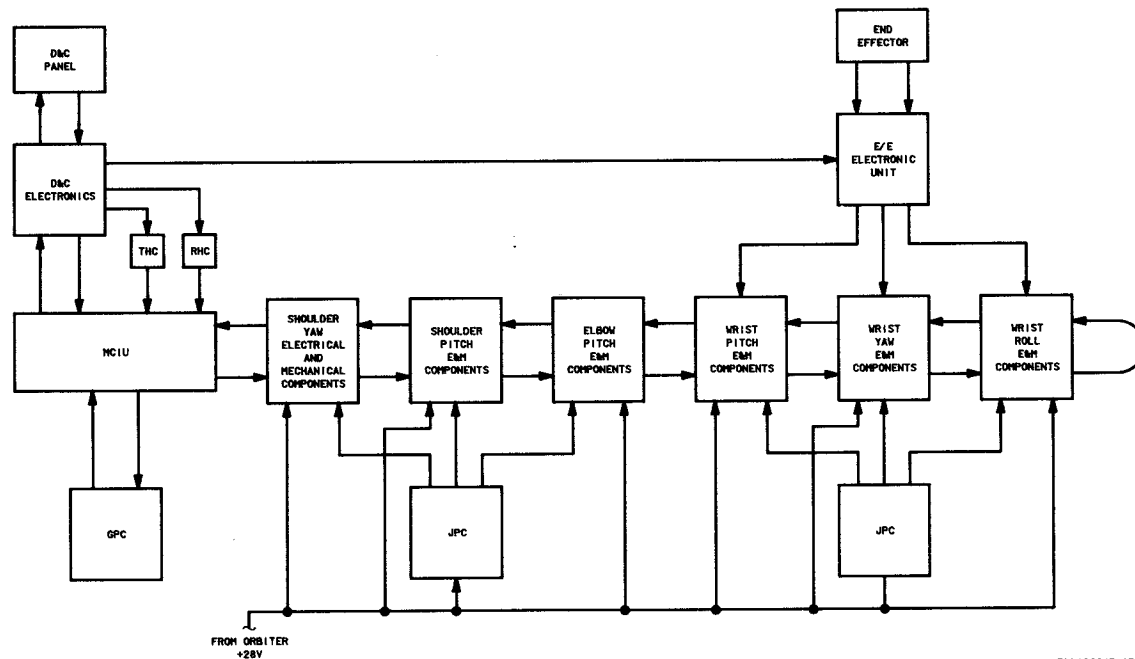 D&C
PANEL
END
EFFECTOR
D&C
ELECTRONICS
E/E
ELECTRONIC
UNIT
THC
RHC
MCIU
SHOULDER
YAW
ELECTRICAL
AND
MECHANICAL
COMPONENTS
SHOULDER
PITCH
E&M
COMPONENTS
ELBOW
PITCH
E&M
COMPONENTS
WRIST
PITCH
E&M
COMPONENTS
WRIST
YAW
E&M
COMPONENTS
WRIST
ROLL
E&M
COMPONENTS
GPC
JPC
JPC
FROM ORBITER
+28V